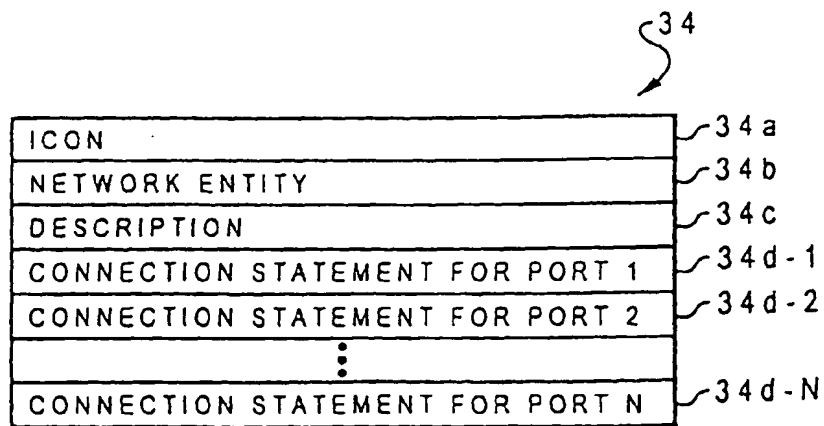 34
ICON 34a
NETWORK ENTITY 34b
DESCRIPTION 34c
CONNECTION STATEMENT FOR PORT 1 34d-1
CONNECTION STATEMENT FOR PORT 2 34d-2
⋮
CONNECTION STATEMENT FOR PORT N 34d-N